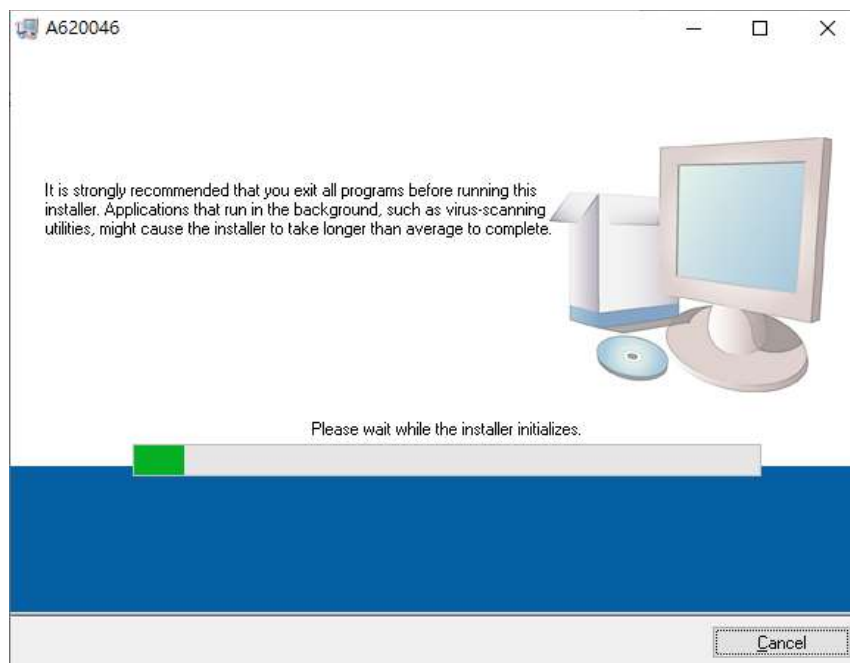 A620046
It is strongly recommended that you exit all programs before running this
installer. Applications that run in the background, such as virus-scanning
utilities, might cause the installer to take longer than average to complete.
Please wait while the installer initializes.
Cancel